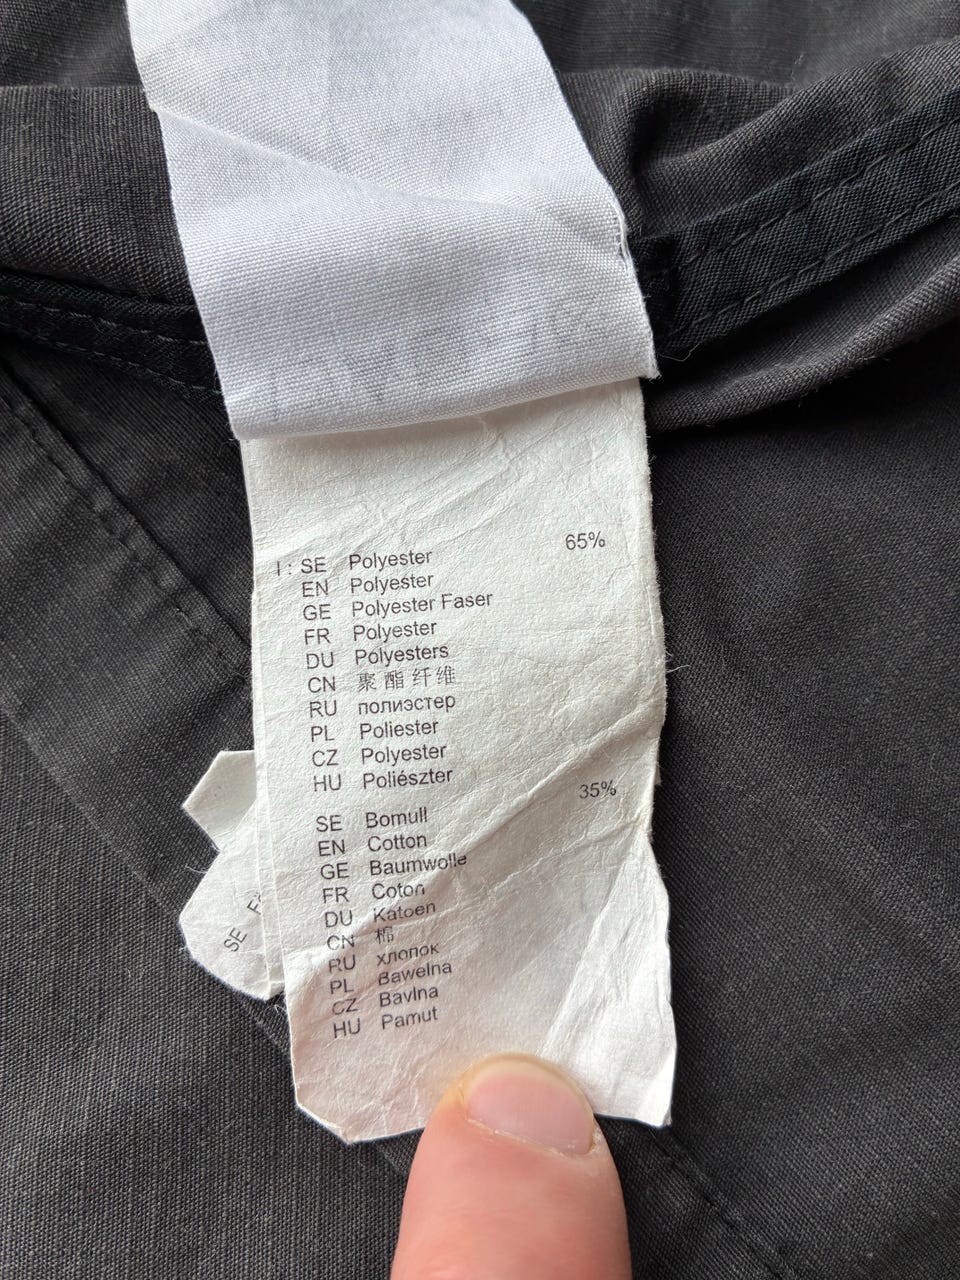 I : SE Polyester 65%
EN Polyester
GE Polyester Faser
FR Polyester
DU Polyesters
CN 聚酯纤维
RU полиэстер
PL Poliester
CZ Polyester
HU Poliészter
SE Bomull 35%
EN Cotton
GE Baumwolle
FR Coton
DU Katoen
CN 棉
RU хлопок
PL Bawełna
CZ Bavlna
HU Pamut
SE